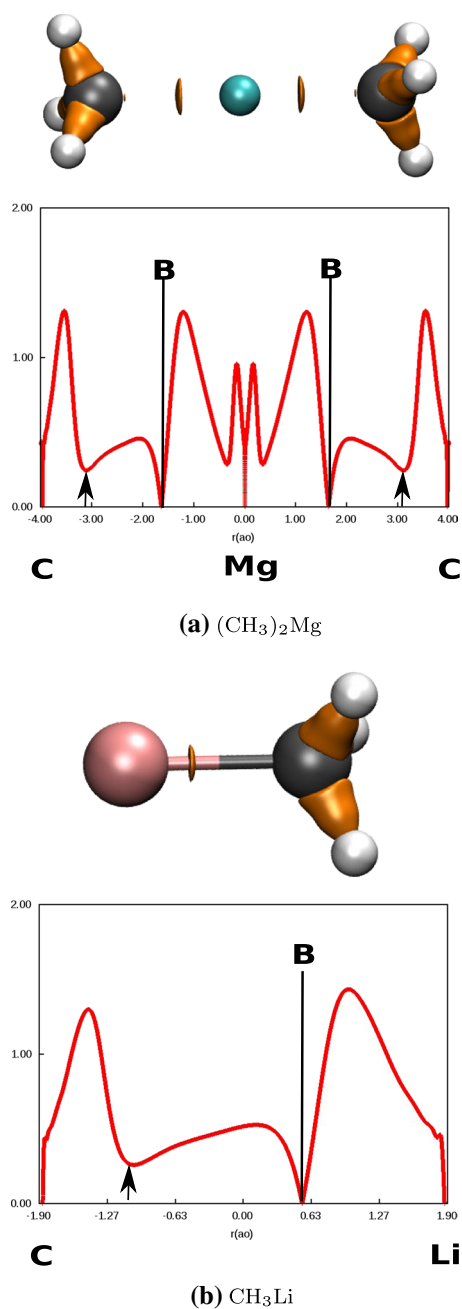 2.00
B B
1.00
0.00
-4.00 -3.00 -2.00 -1.00 0.00 1.00 2.00 3.00 4.00
r(ao)
C Mg C
(a) (CH₃)₂Mg
2.00
B
1.00
0.00
-1.90 -1.27 -0.63 0.00 0.63 1.27 1.90
r(ao)
C Li
(b) CH₃Li